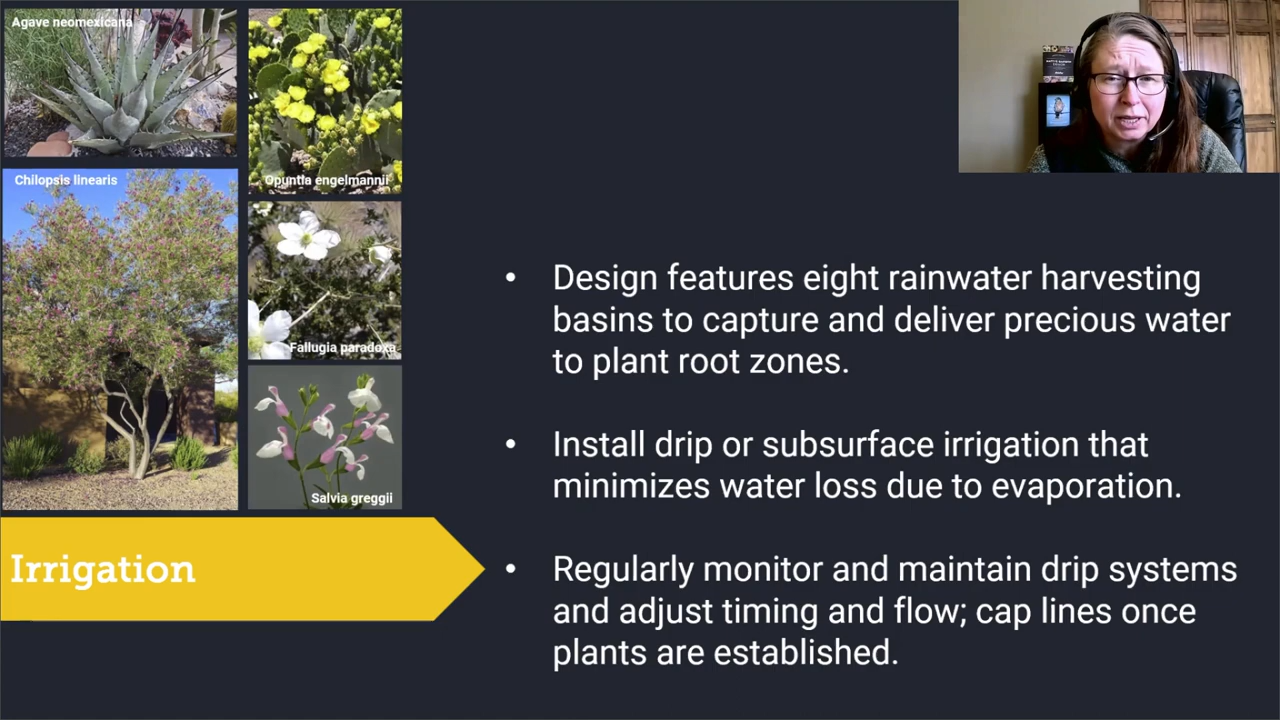 Agave neomexicana
Opuntia engelmannii
Chilopsis linearis
Fallugia paradoxa
Salvia greggii
Irrigation
• Design features eight rainwater harvesting
basins to capture and deliver precious water
to plant root zones.
• Install drip or subsurface irrigation that
minimizes water loss due to evaporation.
• Regularly monitor and maintain drip systems
and adjust timing and flow; cap lines once
plants are established.